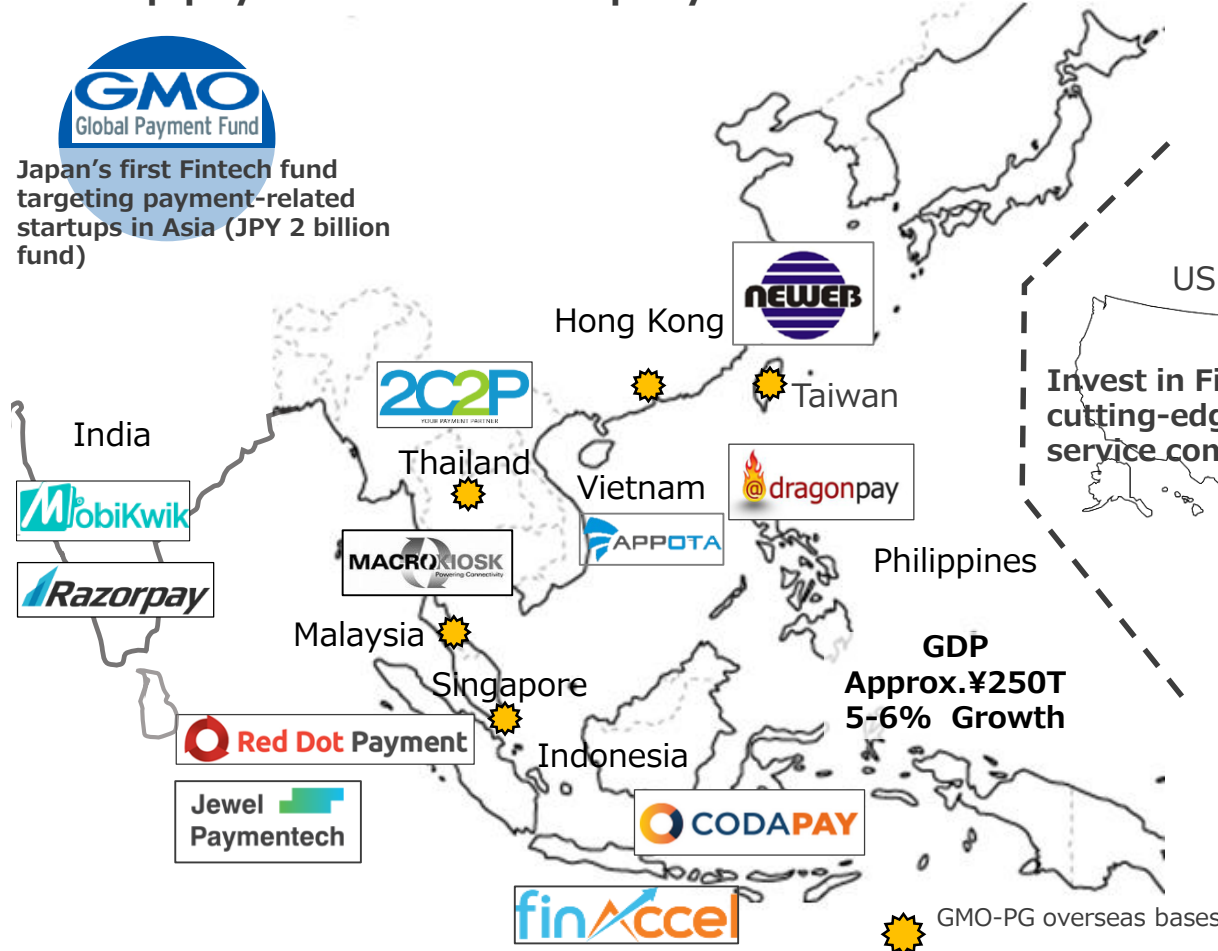 GMO
Global Payment Fund
Japan's first Fintech fund
targeting payment-related
startups in Asia (JPY 2 billion
fund)
NEWEB
US
Hong Kong
2C2P
YOUR PAYMENT PARTNER
Taiwan
Invest in Fi
cutting-edg
service con
India
Thailand
Vietnam
@dragonpay
MobiKwik
APPOTA
MACROKIOSK
Powering Connectivity
Philippines
Razorpay
Malaysia
GDP
Approx.¥250T
5-6% Growth
Singapore
Red Dot Payment
Indonesia
Jewel
Paymentech
CODAPAY
finAccel
GMO-PG overseas bases